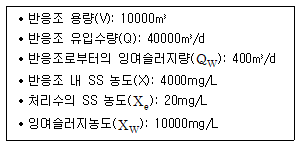 • 반응조 용량(V): 10000㎥
• 반응조 유입수량(Q): 40000㎥/d
• 반응조로부터의 잉여슬러지량(Qw): 400㎥/d
• 반응조 내 SS 농도(X): 4000mg/L
• 처리수의 SS 농도(Xe): 20mg/L
• 잉여슬러지농도(Xw): 10000mg/L